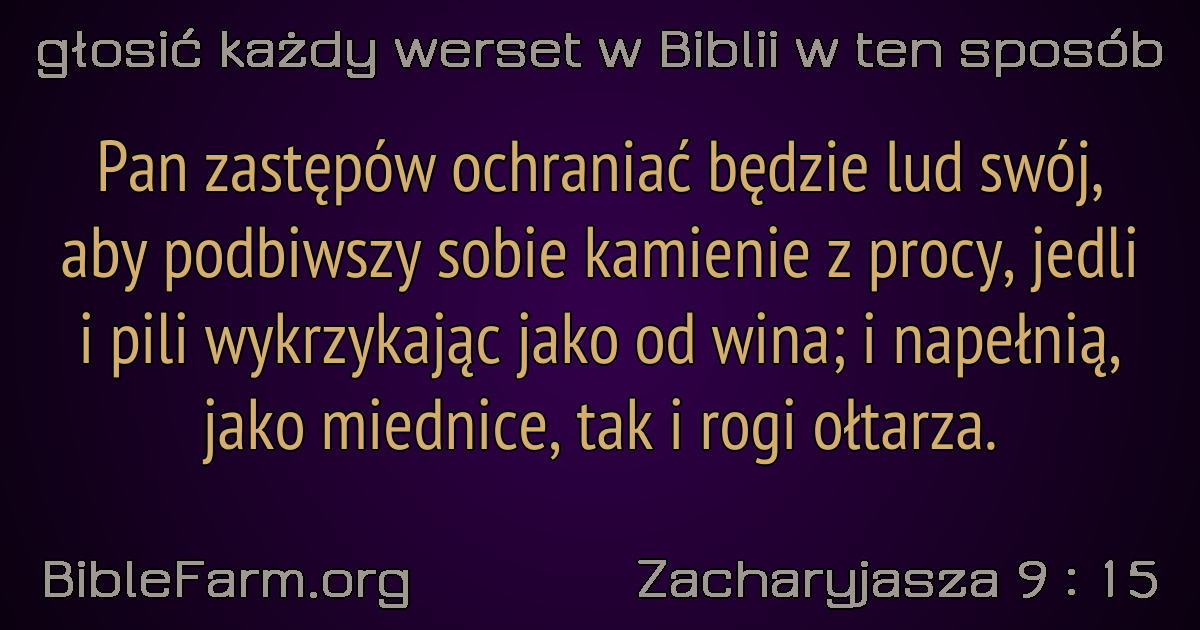 głosić każdy werset w Biblii w ten sposób
Pan zastępów ochraniać będzie lud swój,
aby podbiwszy sobie kamienie z procy, jedli
i pili wykrzykając jako od wina; i napełnią,
jako miednice, tak i rogi ołtarza.
BibleFarm.org
Zacharyjasza 9 : 15